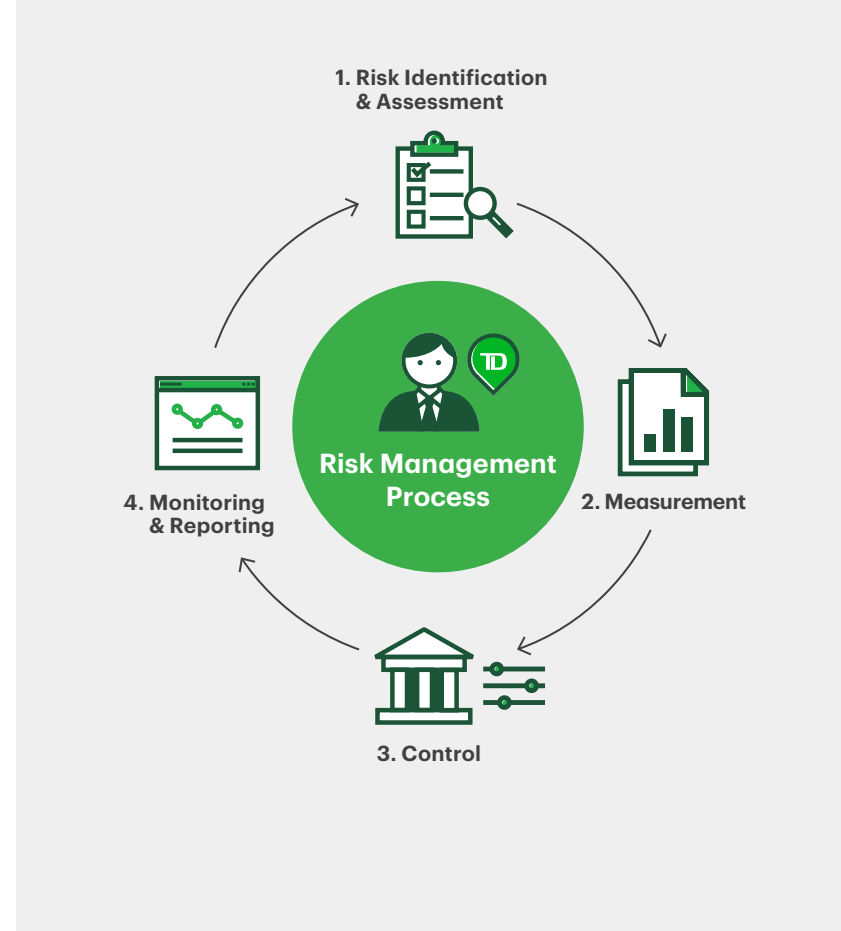 1. Risk Identification
& Assessment
TD
Risk Management
Process
2. Measurement
4. Monitoring
& Reporting
3. Control